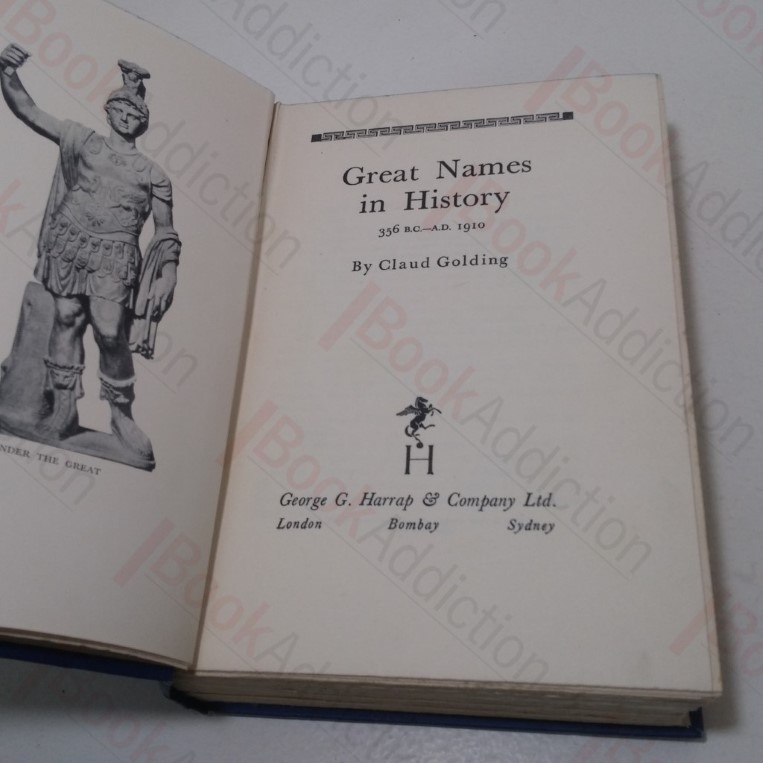 NDER THE GREAT
Great Names
in History
356 B.C.—A.D. 1910
By Claud Golding
H
George G. Harrap & Company Ltd.
London Bombay Sydney
BookAddiction